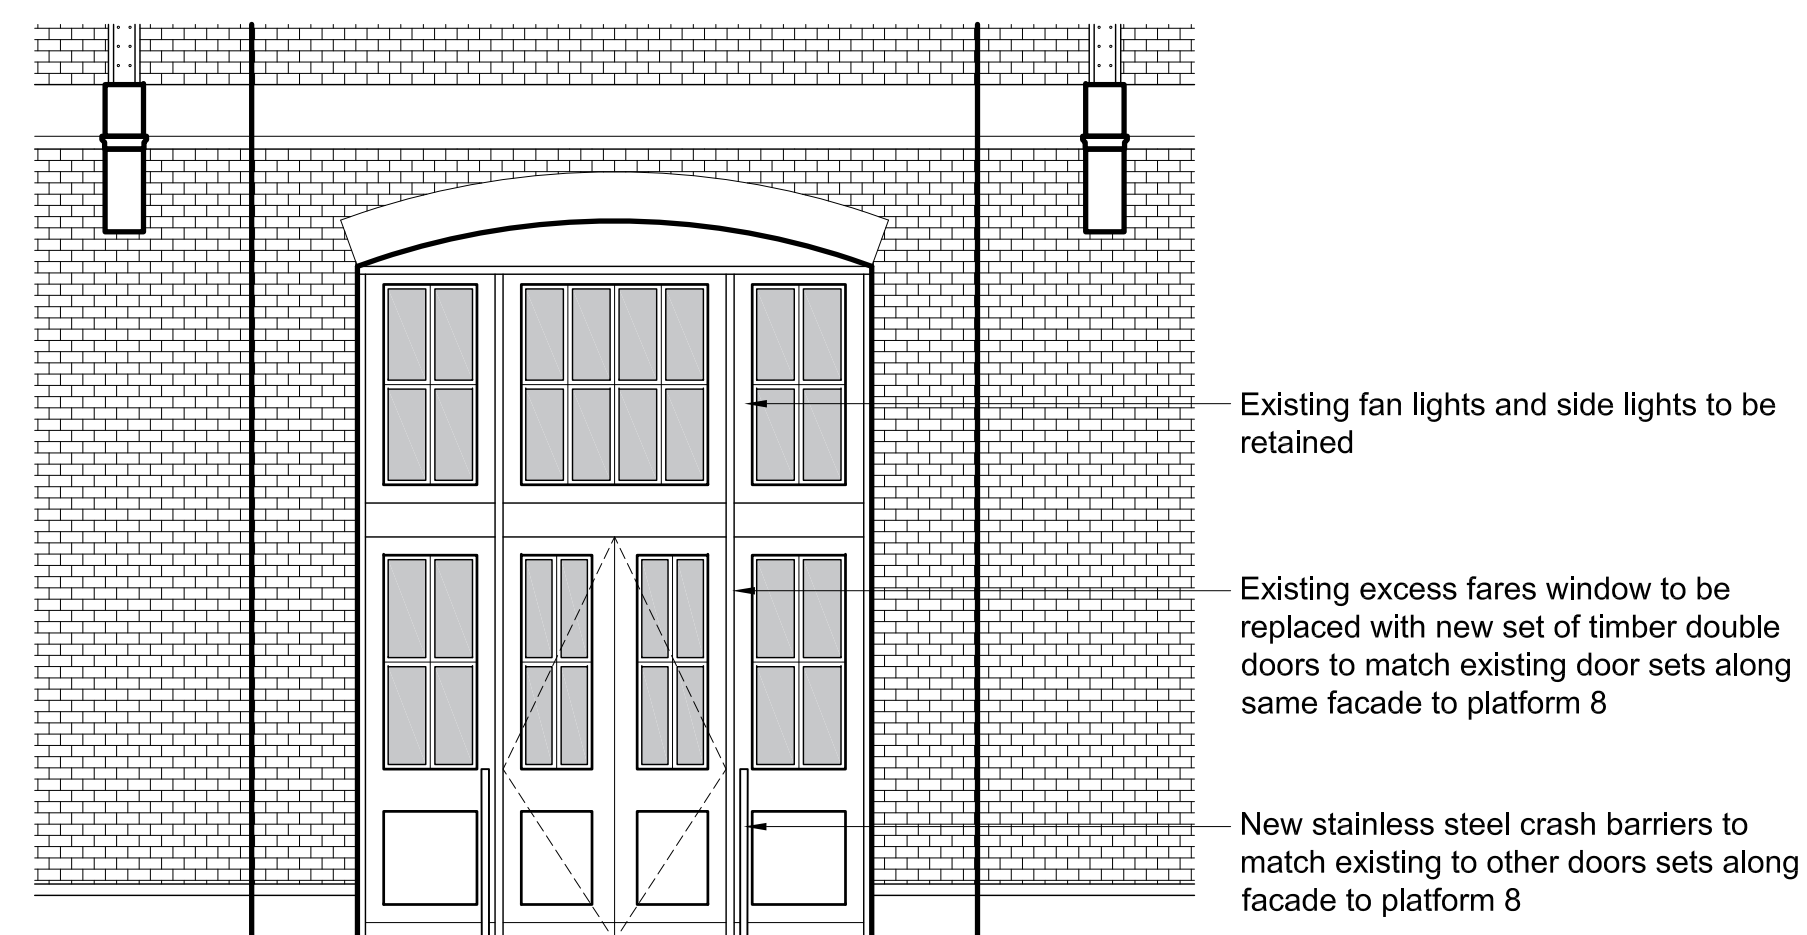 Existing fan lights and side lights to be
retained
Existing excess fares window to be
replaced with new set of timber double
doors to match existing door sets along
same facade to platform 8
New stainless steel crash barriers to
match existing to other doors sets along
facade to platform 8